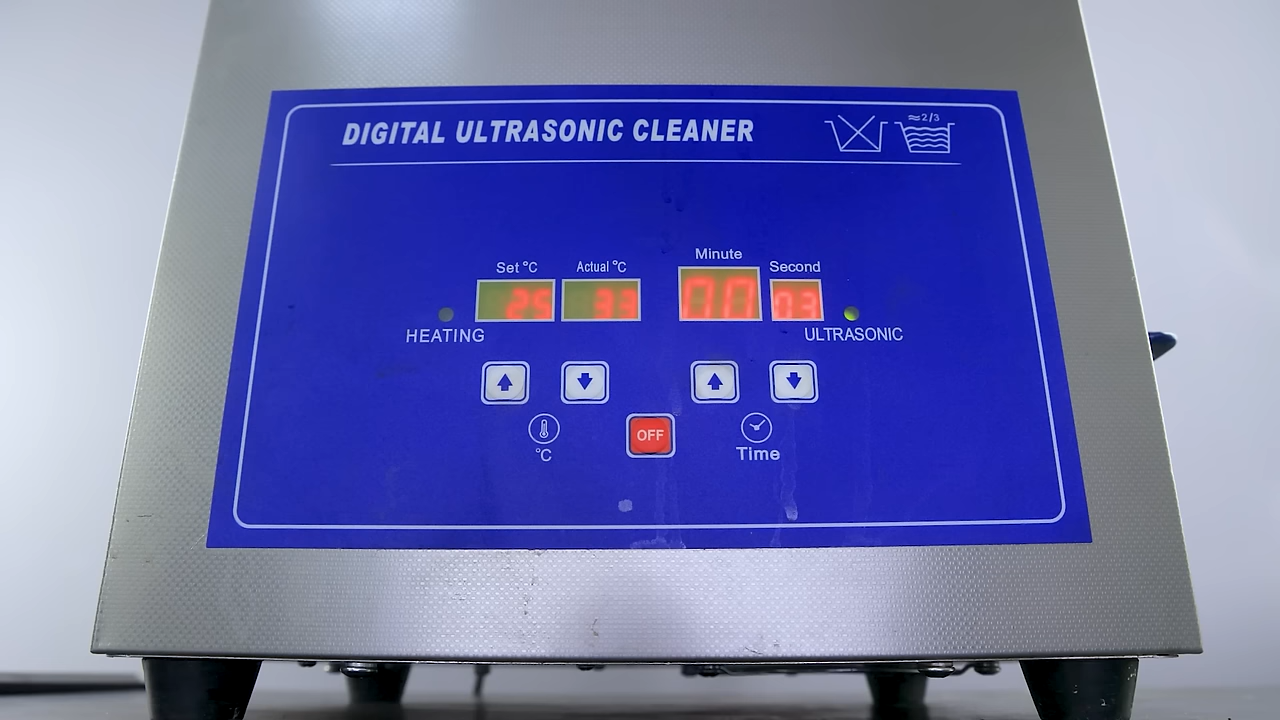 DIGITAL ULTRASONIC CLEANER
≈2/3
Set °C
Actual °C
Minute
Second
25
33
00
03
HEATING
ULTRASONIC
OFF
°C
Time